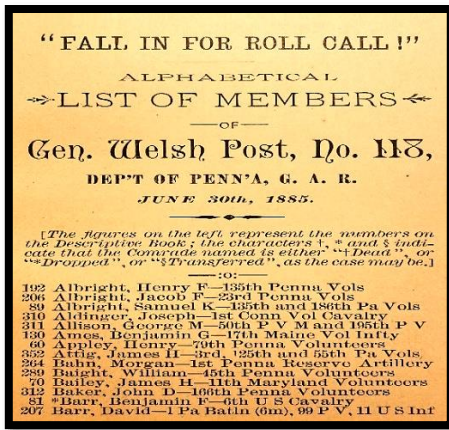 "FALL IN FOR ROLL CALL!"
ALPHABETICAL
LIST OF MEMBERS
OF
Gen. Welsh Post, No. 118,
DEP'T OF PENN'A, G. A. R.
JUNE 30th, 1885.
[The figures on the left represent the numbers on
the Descriptive Book; the characters †, * and § indi-
cate that the Comrade named is either "†Dead", or
"*Dropped", or "§Transferred", as the case may be.]
—:o:—
192 Albright, Henry F—135th Penna Vols
206 Albright, Jacob F—23rd Penna Vols
89 Albright, Samuel K—135th and 186th Pa Vols
310 Aldinger, Joseph—1st Conn Vol Cavalry
311 Allison, George M—50th P V M and 195th P V
130 Ames, Benjamin G—17th Maine Vol Infty
60 Appley, Henry—79th Penna Volunteers
352 Attig, James H—3rd, 125th and 55th Pa Vols
264 Bahn, Morgan—1st Penna Reserve Artillery
289 Baight, William—45th Penna Volunteers
70 Bailey, James H—11th Maryland Volunteers
312 Baker, John D—166th Penna Volunteers
81 *Barr, Benjamin F—6th U S Cavalry
207 Barr, David—1 Pa Batln (6m), 99 P V, 11 U S Inf